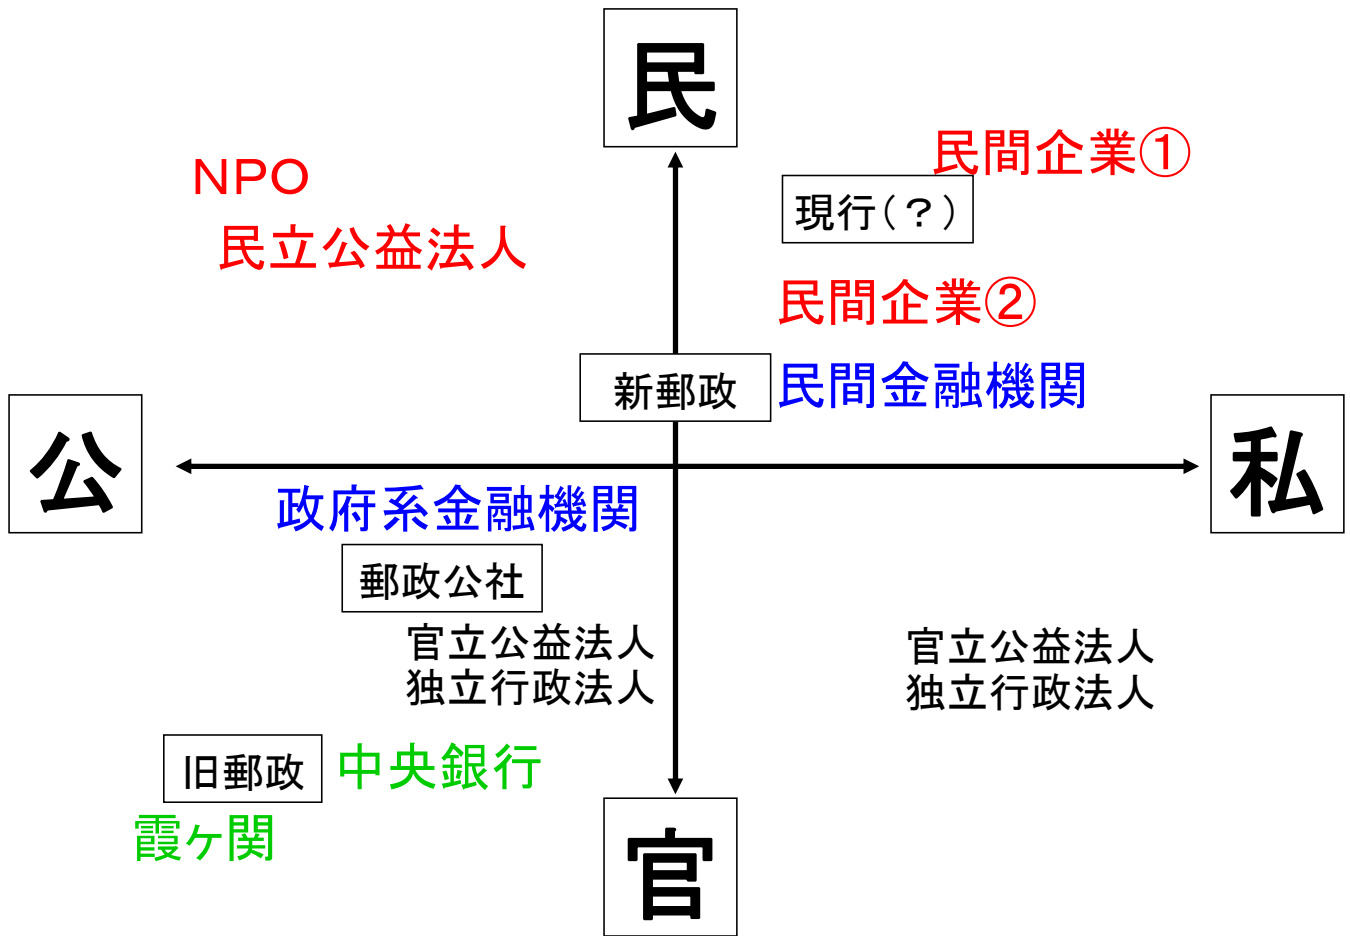 民
民間企業①
NPO
現行(?)
民立公益法人
民間企業②
新郵政
民間金融機関
公
私
政府系金融機関
郵政公社
官立公益法人
独立行政法人
官立公益法人
独立行政法人
旧郵政
中央銀行
霞ヶ関
官